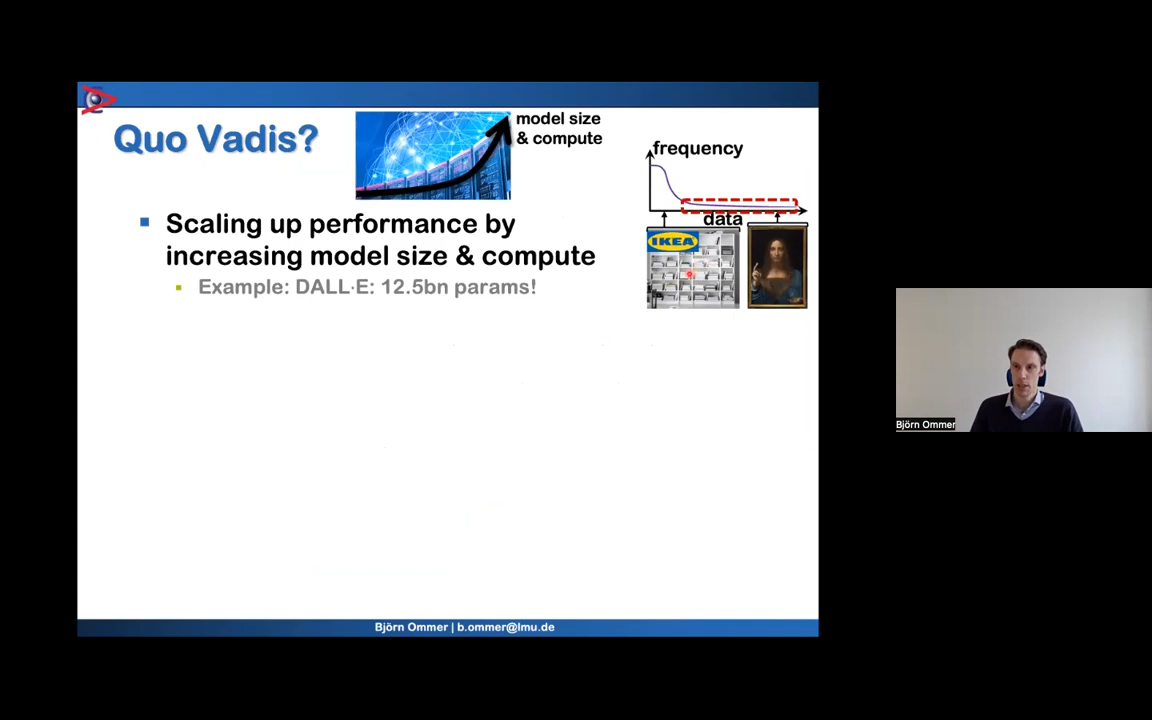 Quo Vadis?
model size
& compute
frequency
data
IKEA
Scaling up performance by
increasing model size & compute
Example: DALL·E: 12.5bn params!
Björn Ommer | b.ommer@lmu.de
Björn Ommer